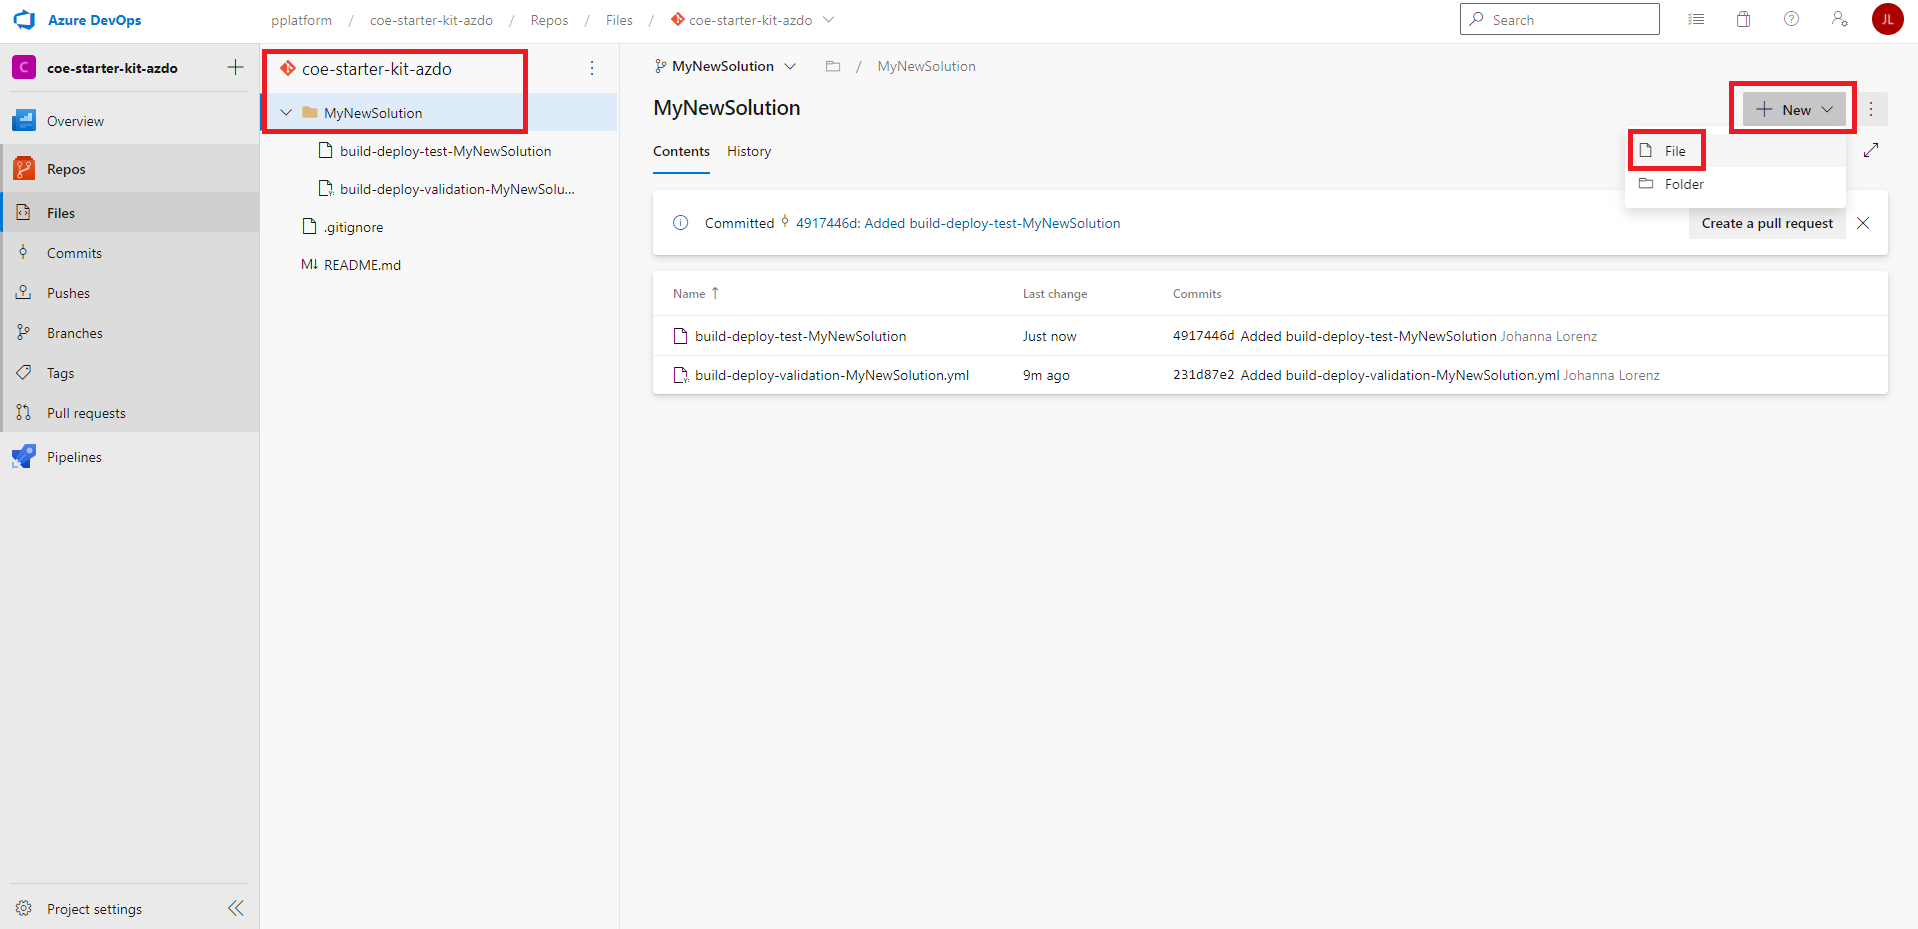 Azure DevOps
pplatform / coe-starter-kit-azdo / Repos / Files / coe-starter-kit-azdo
Search
JL
C coe-starter-kit-azdo
Overview
Repos
Files
Commits
Pushes
Branches
Tags
Pull requests
Pipelines
Project settings
coe-starter-kit-azdo
MyNewSolution
build-deploy-test-MyNewSolution
build-deploy-validation-MyNewSolu...
.gitignore
M↓ README.md
MyNewSolution / MyNewSolution
MyNewSolution
New
File
Folder
Contents History
Committed 4917446d: Added build-deploy-test-MyNewSolution
Create a pull request
Name ↑ Last change Commits
build-deploy-test-MyNewSolution Just now 4917446d Added build-deploy-test-MyNewSolution Johanna Lorenz
build-deploy-validation-MyNewSolution.yml 9m ago 231d87e2 Added build-deploy-validation-MyNewSolution.yml Johanna Lorenz